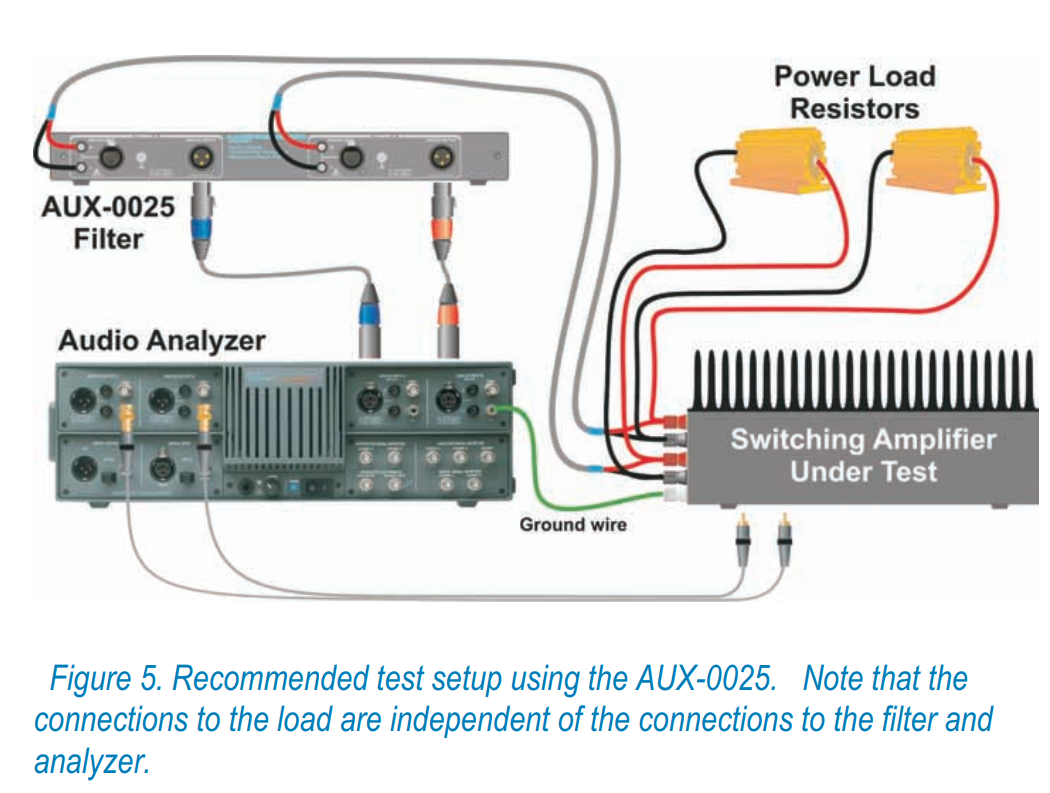 Power Load
Resistors
AUX-0025
Filter
Audio Analyzer
Switching Amplifier
Under Test
Ground wire
Figure 5. Recommended test setup using the AUX-0025. Note that the
connections to the load are independent of the connections to the filter and
analyzer.